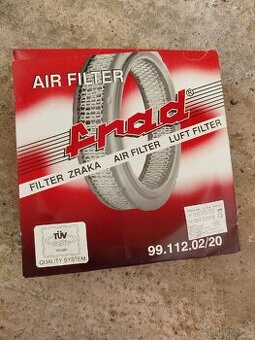 AIR FILTER
frad
FILTER ZRAKA AIR FILTER LUFT FILTER
TÜV
QUALITY SYSTEM
99.112.02/20